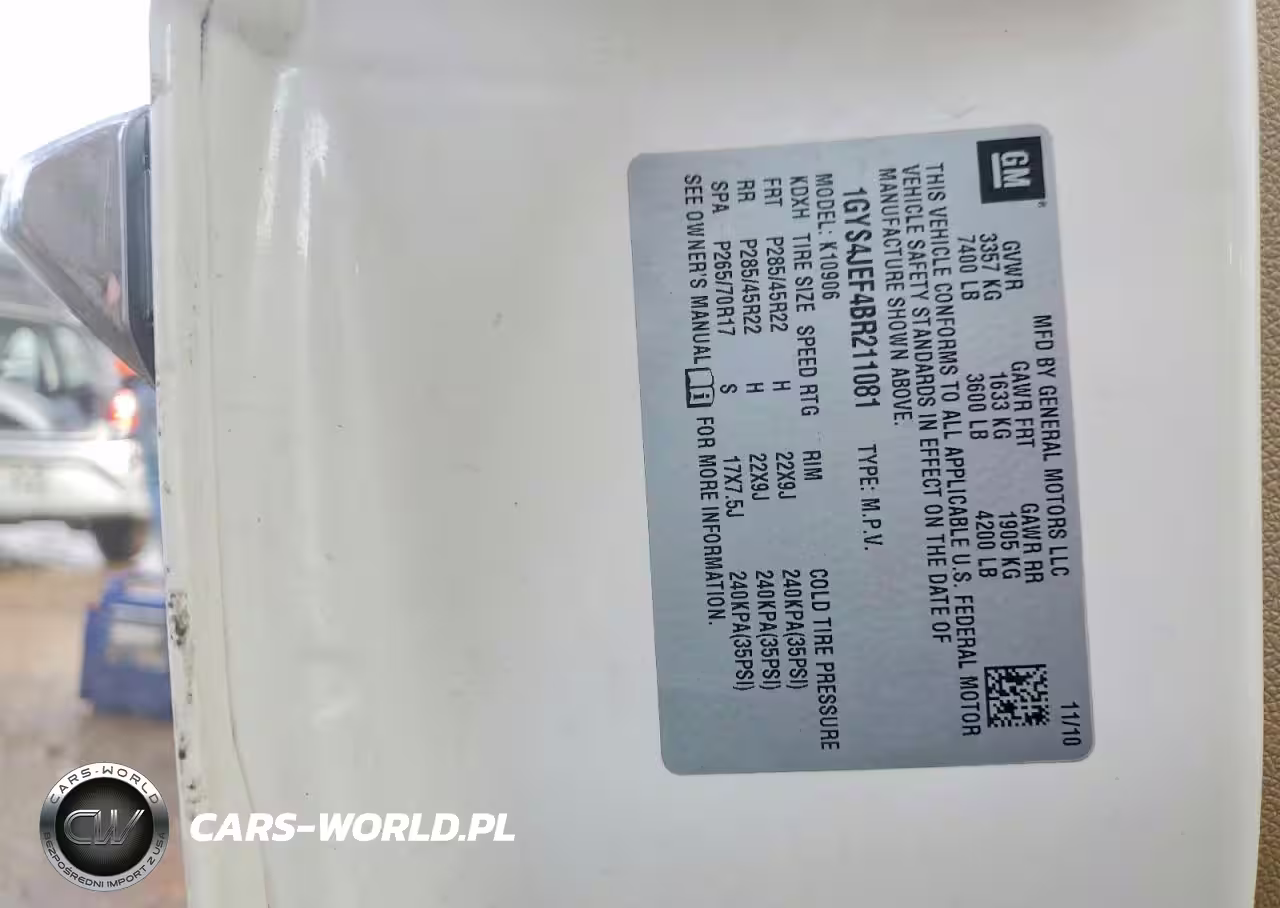 GM®
11/10
MFD BY GENERAL MOTORS LLC
GVWR GAWR FRT GAWR RR
3357 KG 1633 KG 1905 KG
7400 LB 3600 LB 4200 LB
THIS VEHICLE CONFORMS TO ALL APPLICABLE U.S. FEDERAL MOTOR
VEHICLE SAFETY STANDARDS IN EFFECT ON THE DATE OF
MANUFACTURE SHOWN ABOVE.
1GYS4JEF4BR211081 TYPE: M.P.V.
MODEL: K10906
KDXH TIRE SIZE SPEED RTG RIM COLD TIRE PRESSURE
FRT P285/45R22 H 22X9J 240KPA(35PSI)
RR P285/45R22 H 22X9J 240KPA(35PSI)
SPA P265/70R17 S 17X7.5J 240KPA(35PSI)
SEE OWNER'S MANUAL i FOR MORE INFORMATION.
CARS-WORLD
CW
BEZPOŚREDNI IMPORT Z USA
CARS-WORLD.PL